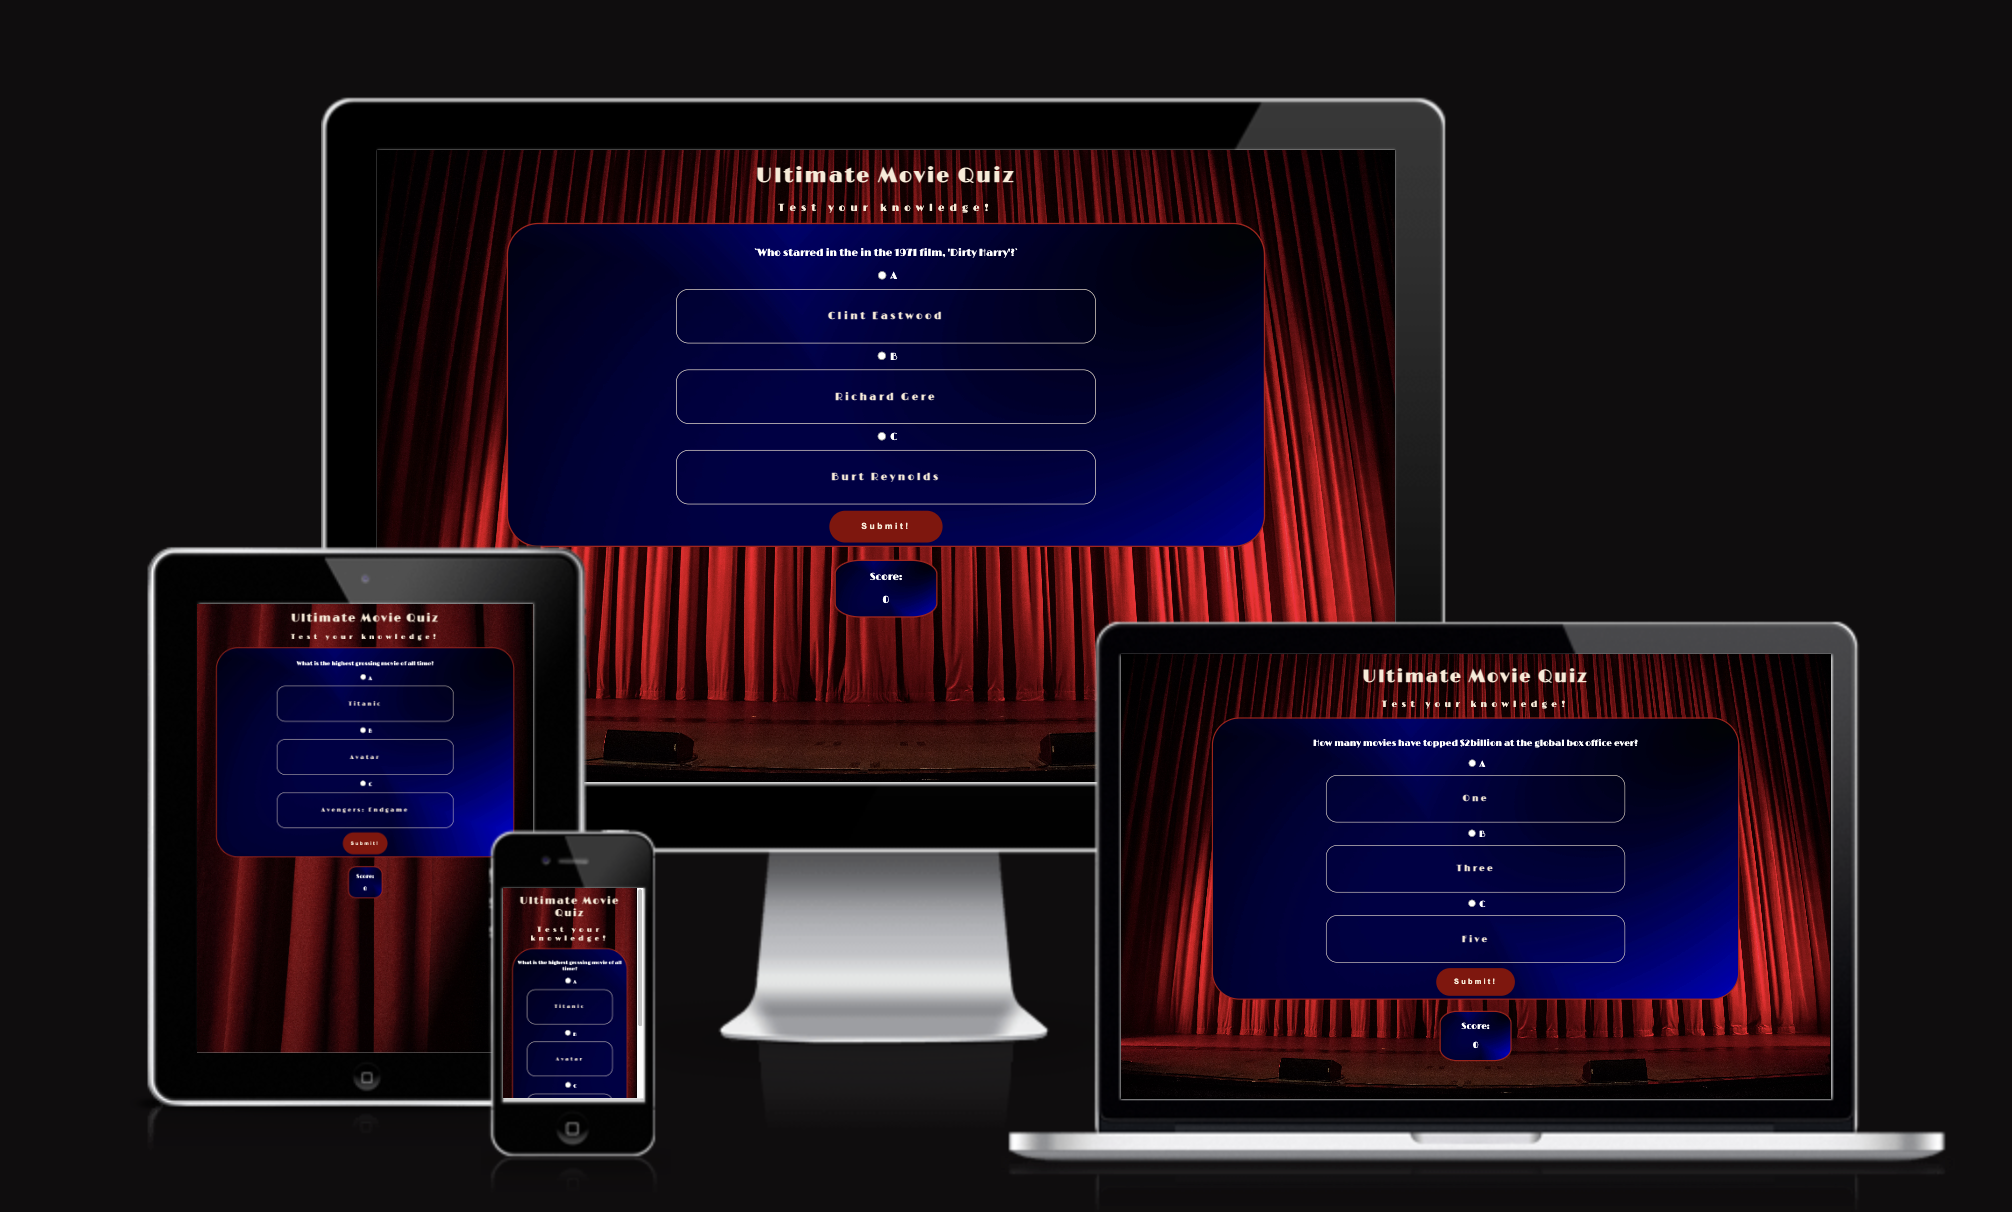 Ultimate Movie Quiz
Test your knowledge!
`Who starred in the in the 1971 film, 'Dirty Harry'?`
A
Clint Eastwood
B
Richard Gere
C
Burt Reynolds
Submit!
Score:
0
Ultimate Movie Quiz
Test your knowledge!
What is the highest grossing movie of all time?
A
Titanic
B
Avatar
C
Avengers: Endgame
Submit!
Score:
0
Ultimate Movie
Quiz
Test your
knowledge!
What is the highest grossing movie of all
time?
A
Titanic
B
Avatar
C
Ultimate Movie Quiz
Test your knowledge!
How many movies have topped $2billion at the global box office ever?
A
One
B
Three
C
Five
Submit!
Score:
0